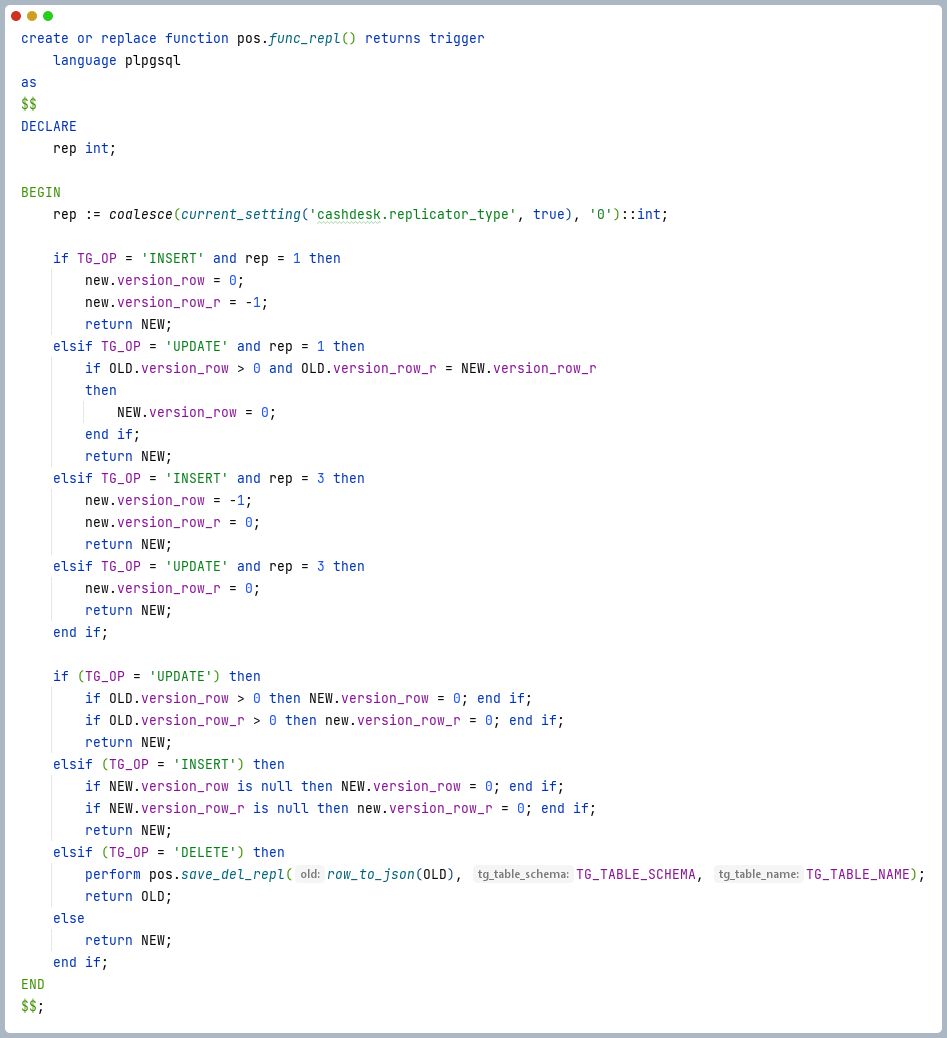 create or replace function pos.func_repl() returns trigger
    language plpgsql
as
$$
DECLARE
    rep int;

BEGIN
    rep := coalesce(current_setting('cashdesk.replicator_type', true), '0')::int;

    if TG_OP = 'INSERT' and rep = 1 then
        new.version_row = 0;
        new.version_row_r = -1;
        return NEW;
    elsif TG_OP = 'UPDATE' and rep = 1 then
        if OLD.version_row > 0 and OLD.version_row_r = NEW.version_row_r
        then
            NEW.version_row = 0;
        end if;
        return NEW;
    elsif TG_OP = 'INSERT' and rep = 3 then
        new.version_row = -1;
        new.version_row_r = 0;
        return NEW;
    elsif TG_OP = 'UPDATE' and rep = 3 then
        new.version_row_r = 0;
        return NEW;
    end if;

    if (TG_OP = 'UPDATE') then
        if OLD.version_row > 0 then NEW.version_row = 0; end if;
        if OLD.version_row_r > 0 then new.version_row_r = 0; end if;
        return NEW;
    elsif (TG_OP = 'INSERT') then
        if NEW.version_row is null then NEW.version_row = 0; end if;
        if NEW.version_row_r is null then new.version_row_r = 0; end if;
        return NEW;
    elsif (TG_OP = 'DELETE') then
        perform pos.save_del_repl( old: row_to_json(OLD), tg_table_schema: TG_TABLE_SCHEMA, tg_table_name: TG_TABLE_NAME);
        return OLD;
    else
        return NEW;
    end if;
END
$$;